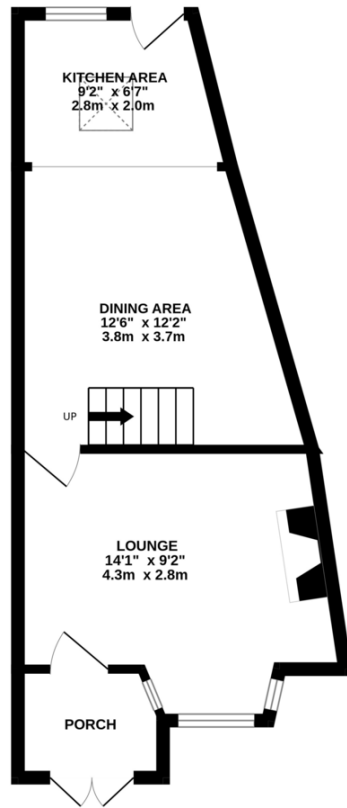 KITCHEN AREA
9'2" x 6'7"
2.8m x 2.0m
DINING AREA
12'6" x 12'2"
3.8m x 3.7m
UP
LOUNGE
14'1" x 9'2"
4.3m x 2.8m
PORCH